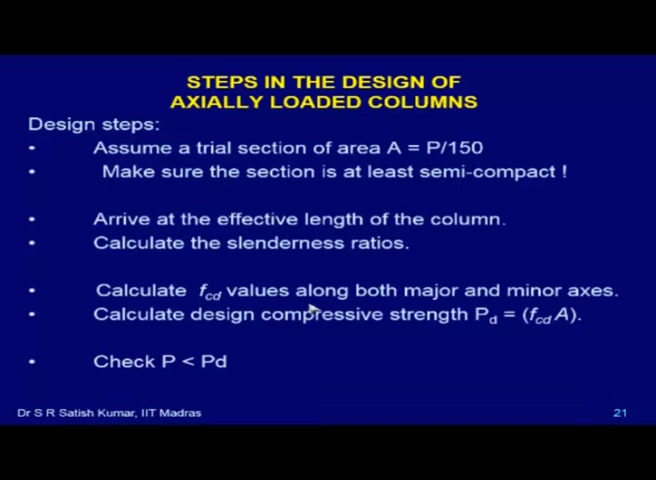 STEPS IN THE DESIGN OF
AXIALLY LOADED COLUMNS
Design steps:
• Assume a trial section of area A = P/150
• Make sure the section is at least semi-compact !
• Arrive at the effective length of the column.
• Calculate the slenderness ratios.
• Calculate fcd values along both major and minor axes.
• Calculate design compressive strength Pd = (fcd A).
• Check P < Pd
Dr S R Satish Kumar, IIT Madras
21